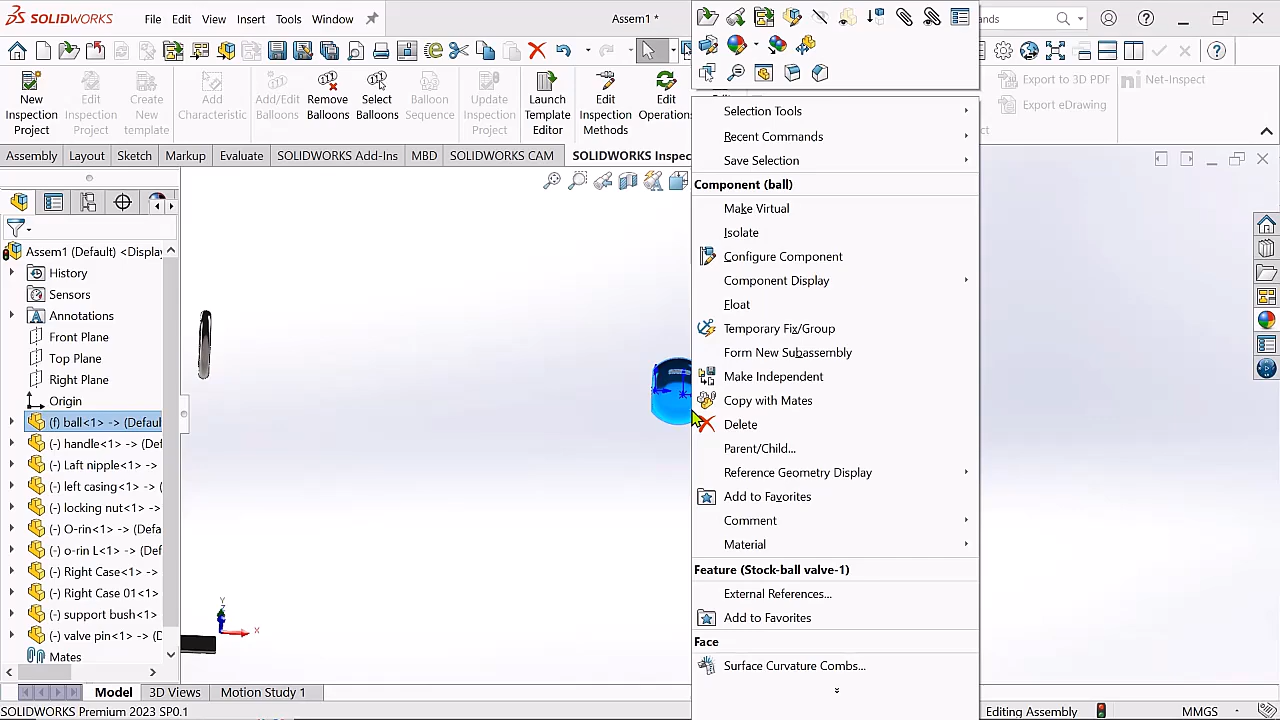 SOLIDWORKS File Edit View Insert Tools Window Assem1 * ands
New Inspection Project
Edit Inspection Project
Create New template
Add Characteristic
Add/Edit Balloons
Remove Balloons
Select Balloons
Balloon Sequence
Update Inspection Project
Launch Template Editor
Edit Inspection Methods
Edit Operations
Export to 3D PDF
Export eDrawing
Net-Inspect
Assembly Layout Sketch Markup Evaluate SOLIDWORKS Add-Ins MBD SOLIDWORKS CAM SOLIDWORKS Inspec
Assem1 (Default) <Display
History
Sensors
Annotations
Front Plane
Top Plane
Right Plane
Origin
(f) ball<1> -> (Defaul
(-) handle<1> -> (Def
(-) Left nipple<1> ->
(-) left casing<1> -> (
(-) locking nut<1> ->
(-) O-rin<1> -> (Defa
(-) o-rin L<1> -> (Def
(-) Right Case<1> ->
(-) Right Case 01<1>
(-) support bush<1>
(-) valve pin<1> -> (D
Mates
Selection Tools
Recent Commands
Save Selection
Component (ball)
Make Virtual
Isolate
Configure Component
Component Display
Float
Temporary Fix/Group
Form New Subassembly
Make Independent
Copy with Mates
Delete
Parent/Child...
Reference Geometry Display
Add to Favorites
Comment
Material
Feature (Stock-ball valve-1)
External References...
Add to Favorites
Face
Surface Curvature Combs...
Y
Z
X
Model 3D Views Motion Study 1
SOLIDWORKS Premium 2023 SP0.1 Editing Assembly MMGS